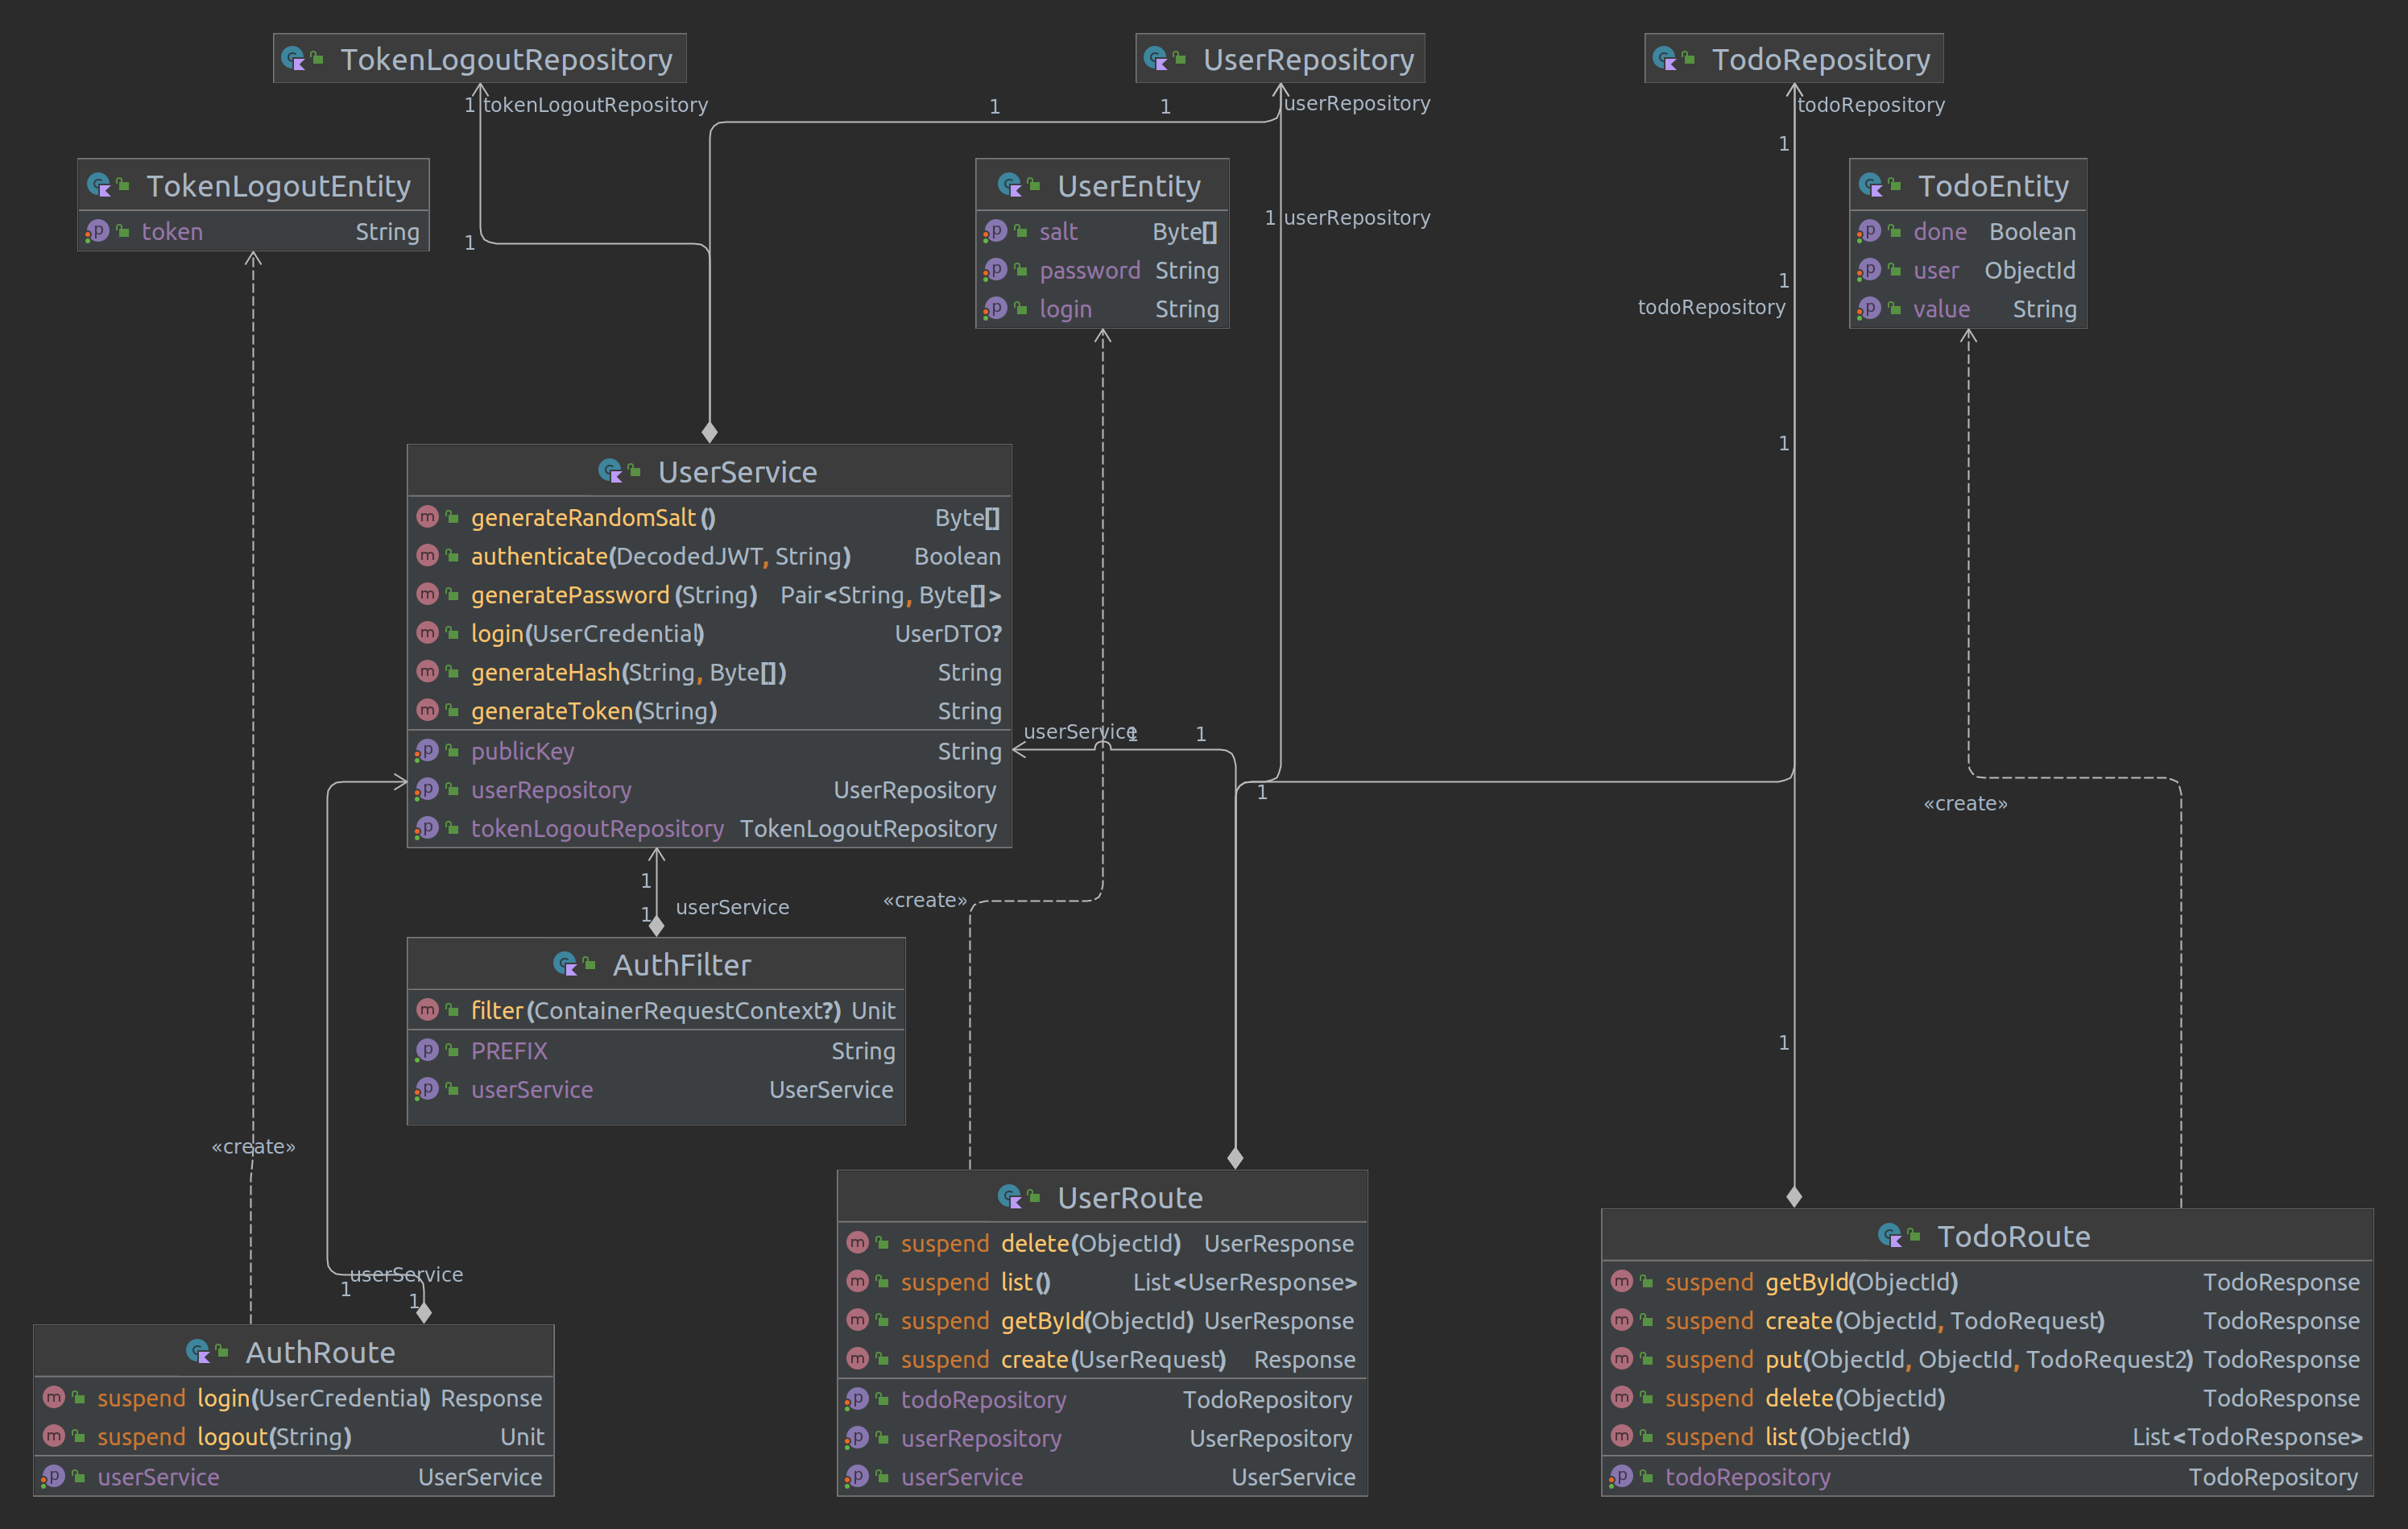 TokenLogoutRepository
UserRepository
TodoRepository
1 tokenLogoutRepository
1
1
userRepository
todoRepository
1
TokenLogoutEntity
token String
1
UserEntity
salt Byte[]
password String
login String
1 userRepository
1
todoRepository
1
TodoEntity
done Boolean
user ObjectId
value String
UserService
generateRandomSalt() Byte[]
authenticate(DecodedJWT, String) Boolean
generatePassword(String) Pair<String, Byte[]>
login(UserCredential) UserDTO?
generateHash(String, Byte[]) String
generateToken(String) String
publicKey String
userRepository UserRepository
tokenLogoutRepository TokenLogoutRepository
userService
1
1
1
«create»
1
1
userService
«create»
AuthFilter
filter(ContainerRequestContext?) Unit
PREFIX String
userService UserService
1
«create»
userService
1
1
AuthRoute
suspend login(UserCredential) Response
suspend logout(String) Unit
userService UserService
UserRoute
suspend delete(ObjectId) UserResponse
suspend list() List<UserResponse>
suspend getById(ObjectId) UserResponse
suspend create(UserRequest) Response
todoRepository TodoRepository
userRepository UserRepository
userService UserService
TodoRoute
suspend getById(ObjectId) TodoResponse
suspend create(ObjectId, TodoRequest) TodoResponse
suspend put(ObjectId, ObjectId, TodoRequest2) TodoResponse
suspend delete(ObjectId) TodoResponse
suspend list(ObjectId) List<TodoResponse>
todoRepository TodoRepository